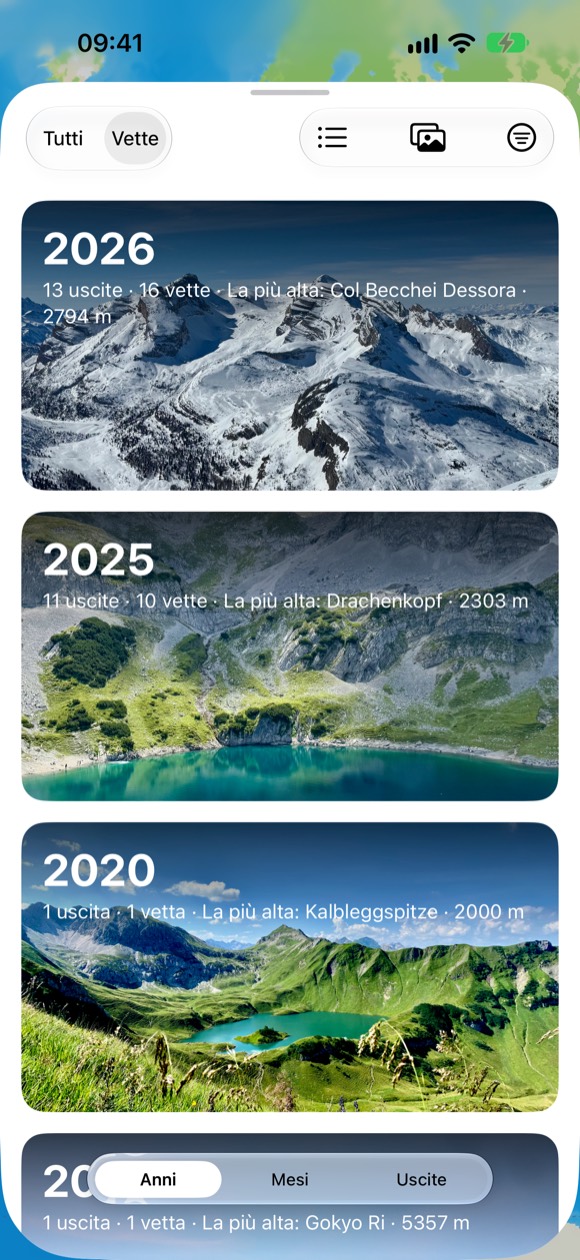 09:41
Tutti Vette
2026
13 uscite · 16 vette · La più alta: Col Becchei Dessora ·
2794 m
2025
11 uscite · 10 vette · La più alta: Drachenkopf · 2303 m
2020
1 uscita · 1 vetta · La più alta: Kalbleggspitze · 2000 m
Anni Mesi Uscite
1 uscita · 1 vetta · La più alta: Gokyo Ri · 5357 m